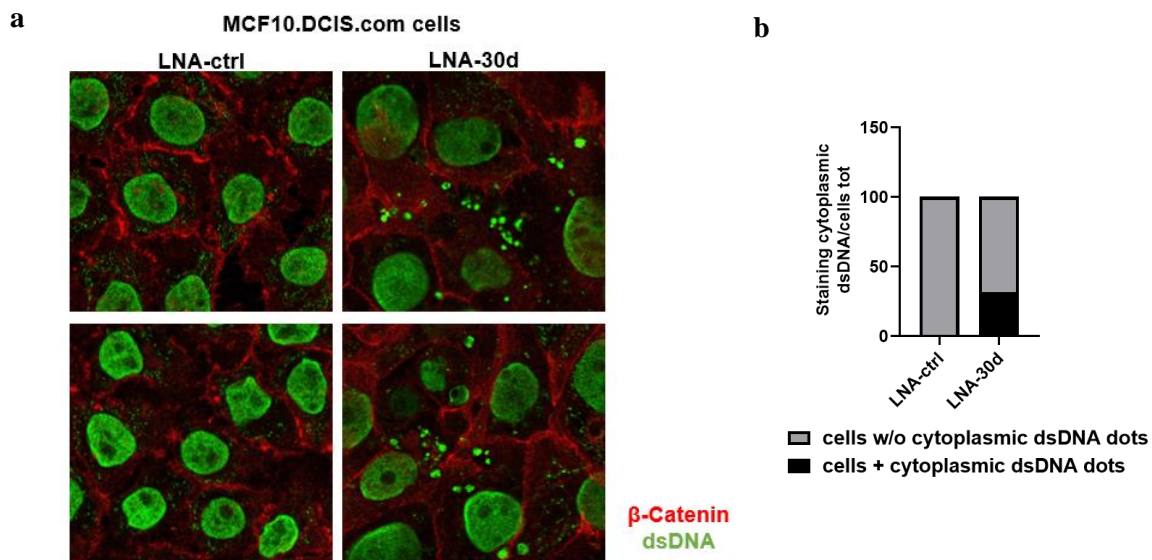 a
MCF10.DCIS.com cells
LNA-ctrl
LNA-30d
β-Catenin
dsDNA
b
Staining cytoplasmic
dsDNA/cells tot
150
100
50
0
LNA-ctrl
LNA-30d
cells w/o cytoplasmic dsDNA dots
cells + cytoplasmic dsDNA dots